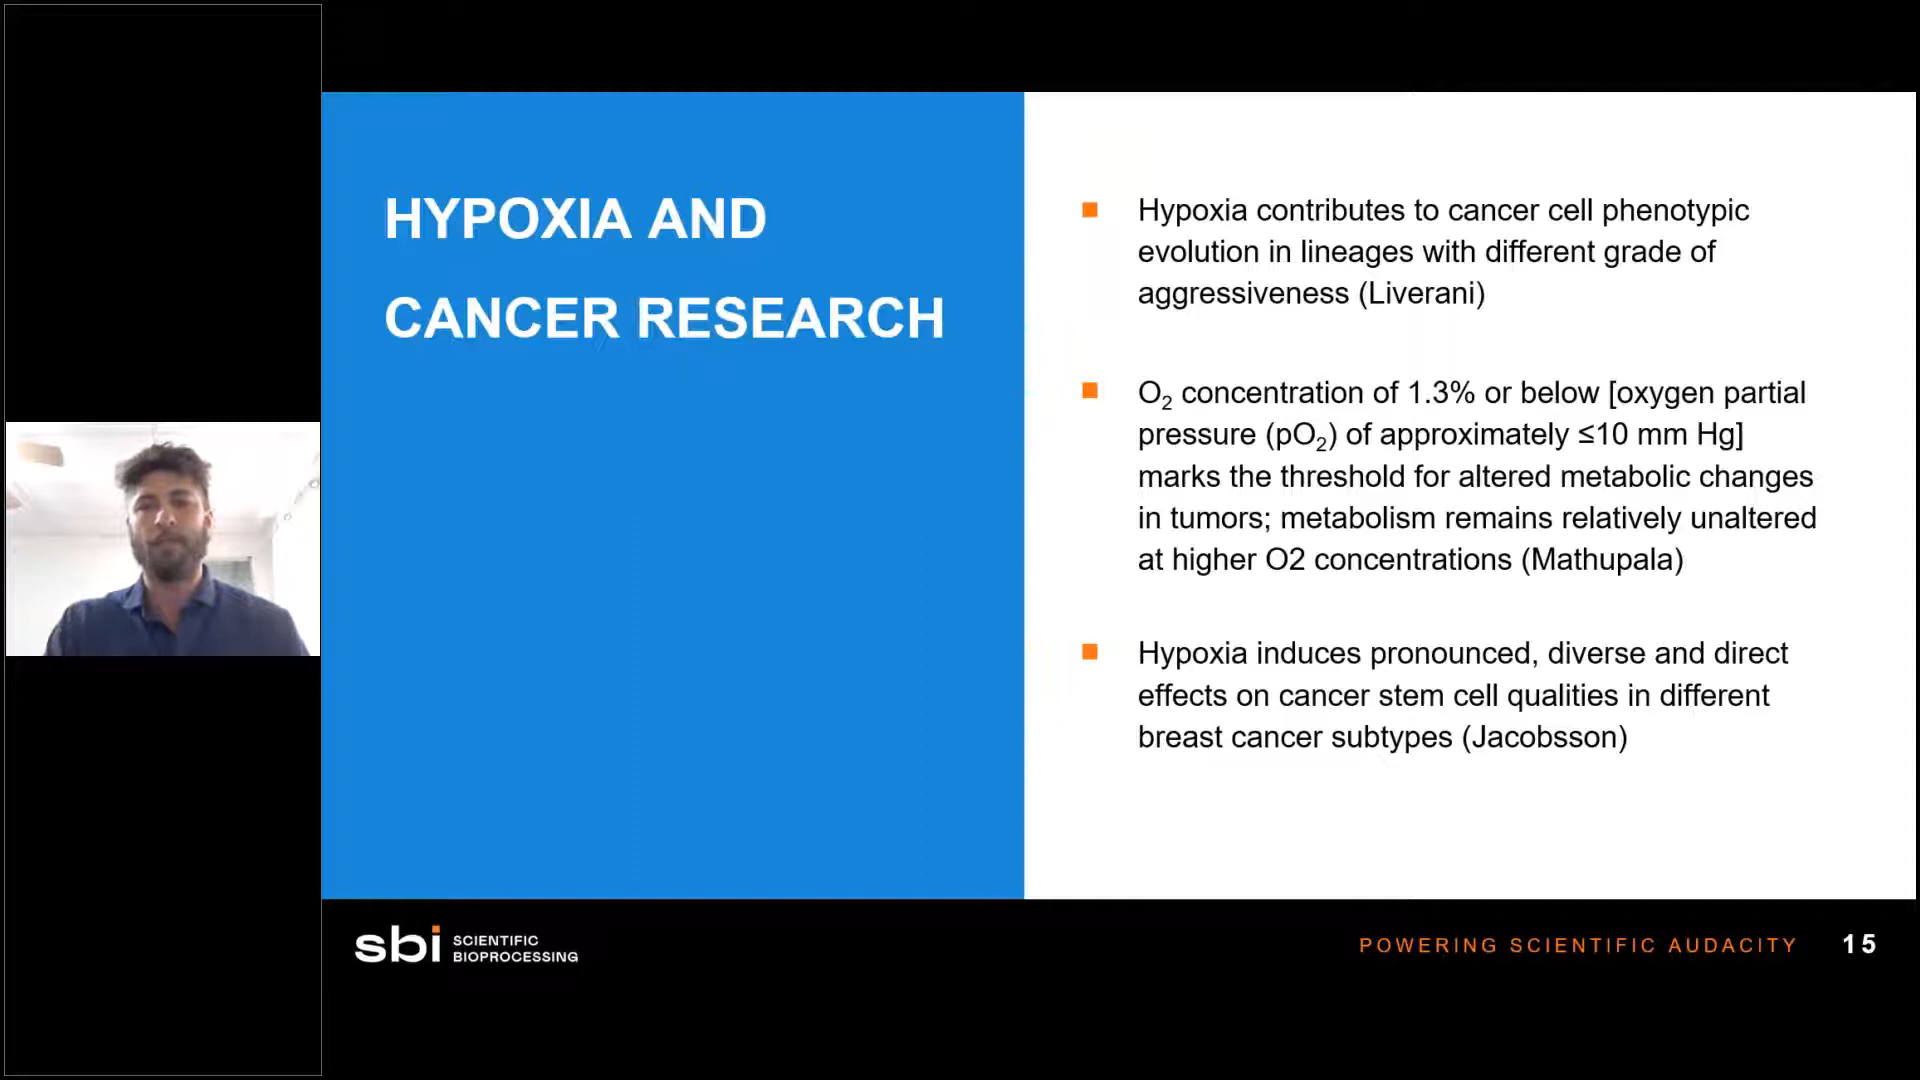 HYPOXIA AND
CANCER RESEARCH
Hypoxia contributes to cancer cell phenotypic
evolution in lineages with different grade of
aggressiveness (Liverani)
O₂ concentration of 1.3% or below [oxygen partial
pressure (pO₂) of approximately ≤10 mm Hg]
marks the threshold for altered metabolic changes
in tumors; metabolism remains relatively unaltered
at higher O2 concentrations (Mathupala)
Hypoxia induces pronounced, diverse and direct
effects on cancer stem cell qualities in different
breast cancer subtypes (Jacobsson)
sbi SCIENTIFIC
BIOPROCESSING
POWERING SCIENTIFIC AUDACITY 15